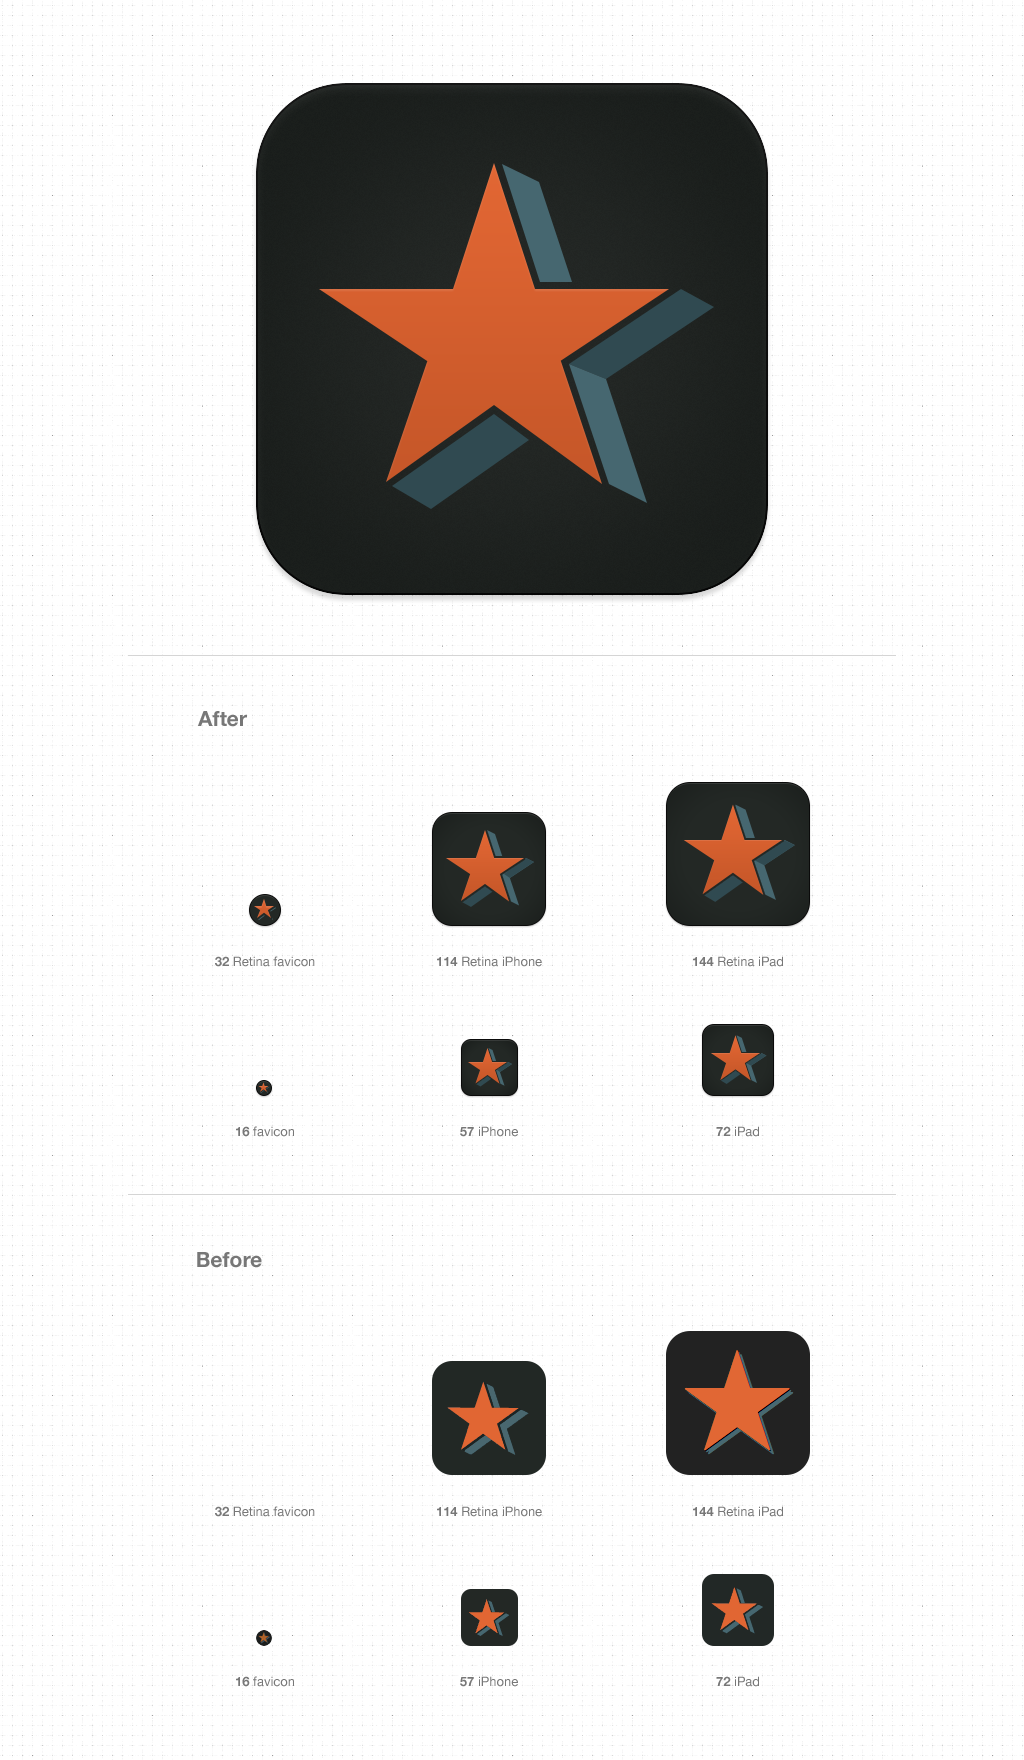 After
32 Retina favicon
114 Retina iPhone
144 Retina iPad
16 favicon
57 iPhone
72 iPad
Before
32 Retina favicon
114 Retina iPhone
144 Retina iPad
16 favicon
57 iPhone
72 iPad